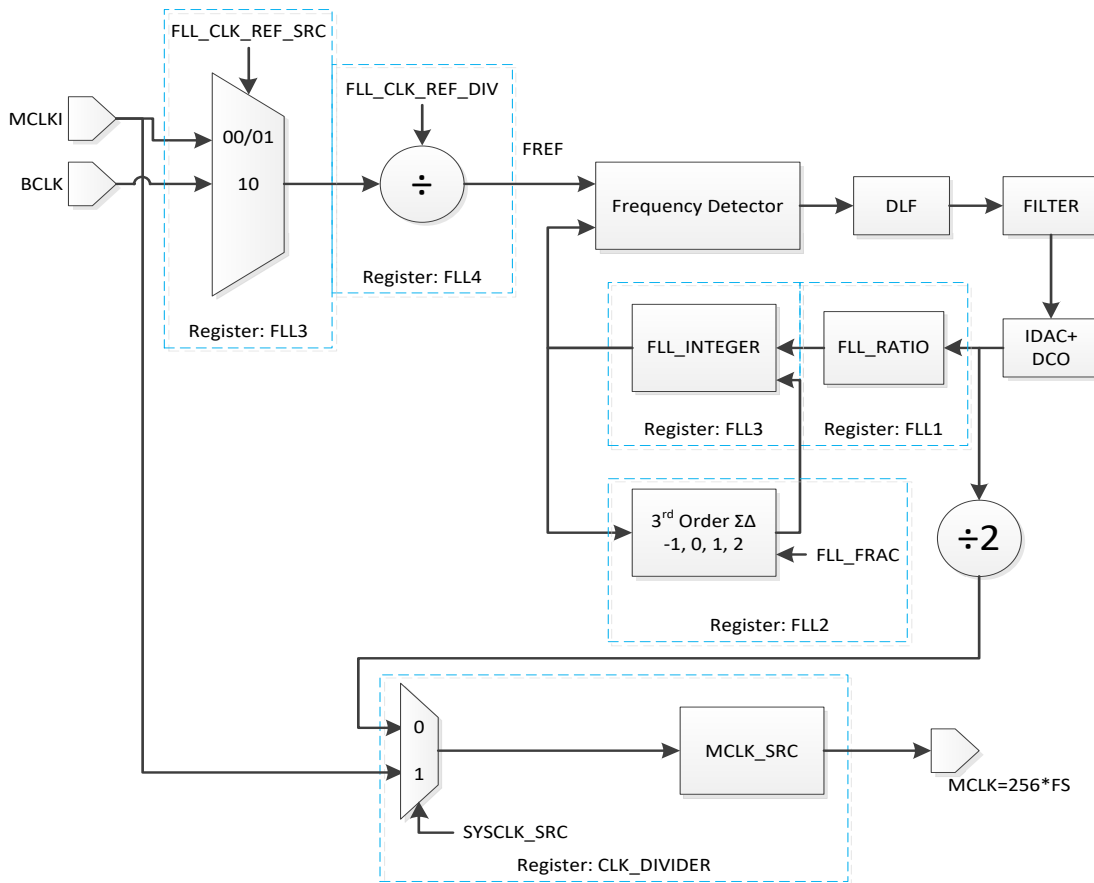 FLL_CLK_REF_SRC
FLL_CLK_REF_DIV
MCLKI
BCLK
00/01
10
÷
FREF
Frequency Detector
DLF
FILTER
Register: FLL4
Register: FLL3
FLL_INTEGER
FLL_RATIO
IDAC+
DCO
Register: FLL3
Register: FLL1
3rd Order ΣΔ
-1, 0, 1, 2
FLL_FRAC
÷2
Register: FLL2
0
1
MCLK_SRC
MCLK=256*FS
SYSCLK_SRC
Register: CLK_DIVIDER